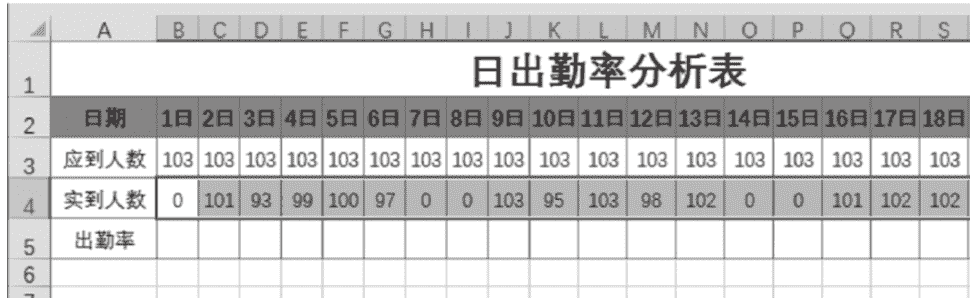 A B C D E F G H I J K L M N O P Q R S
1 日出勤率分析表
2 日期 1日 2日 3日 4日 5日 6日 7日 8日 9日 10日 11日 12日 13日 14日 15日 16日 17日 18日
3 应到人数 103 103 103 103 103 103 103 103 103 103 103 103 103 103 103 103 103 103
4 实到人数 0 101 93 99 100 97 0 0 103 95 103 98 102 0 0 101 102 102
5 出勤率
6
7